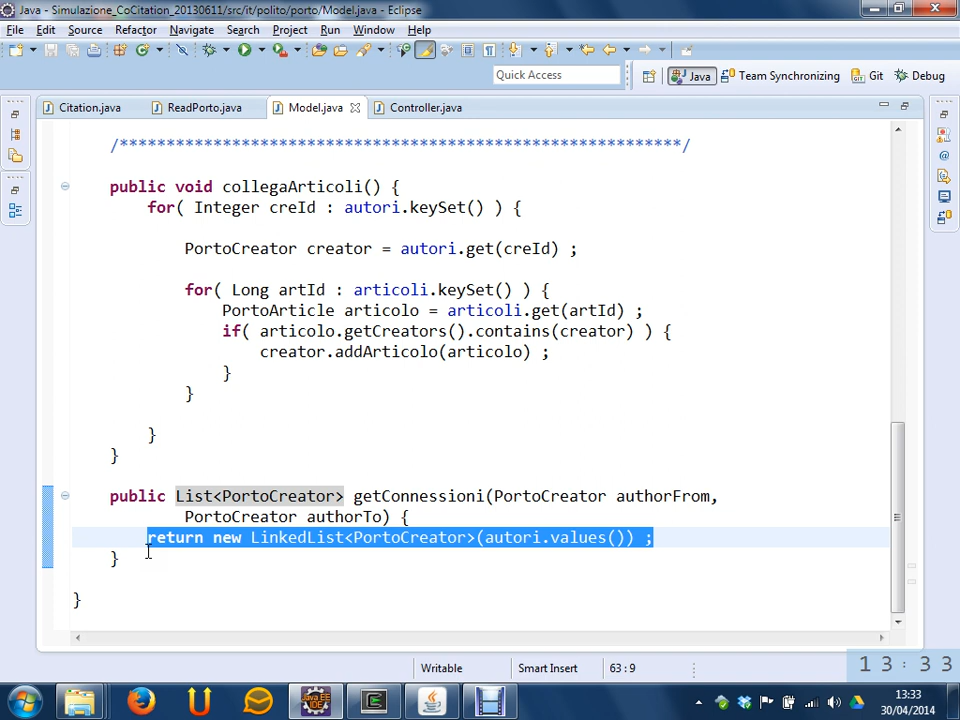 Java - Simulazione_CoCitation_20130611/src/it/polito/porto/Model.java - Eclipse
File Edit Source Refactor Navigate Search Project Run Window Help
Quick Access
Java Team Synchronizing Git Debug
Citation.java ReadPorto.java Model.java Controller.java
/************************************************************/
public void collegaArticoli() {
for( Integer creId : autori.keySet() ) {
PortoCreator creator = autori.get(creId) ;
for( Long artId : articoli.keySet() ) {
PortoArticle articolo = articoli.get(artId) ;
if( articolo.getCreators().contains(creator) ) {
creator.addArticolo(articolo) ;
}
}
}
}
public List<PortoCreator> getConnessioni(PortoCreator authorFrom,
PortoCreator authorTo) {
return new LinkedList<PortoCreator>(autori.values()) ;
}
}
Writable Smart Insert 63 : 9
13:33
13:33
30/04/2014